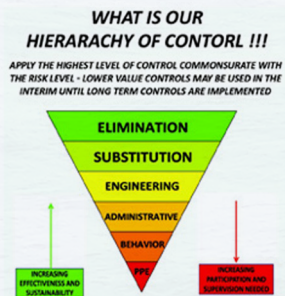 WHAT IS OUR
HIERARACHY OF CONTORL !!!
APPLY THE HIGHEST LEVEL OF CONTROL COMMONSURATE WITH
THE RISK LEVEL - LOWER VALUE CONTROLS MAY BE USED IN THE
INTERIM UNTIL LONG TERM CONTROLS ARE IMPLEMENTED
ELIMINATION
SUBSTITUTION
ENGINEERING
ADMINISTRATIVE
BEHAVIOR
PPE
INCREASING
EFFECTIVENESS AND
SUSTAINABILITY
INCREASING
PARTICIPATION AND
SUPERVISION NEEDED